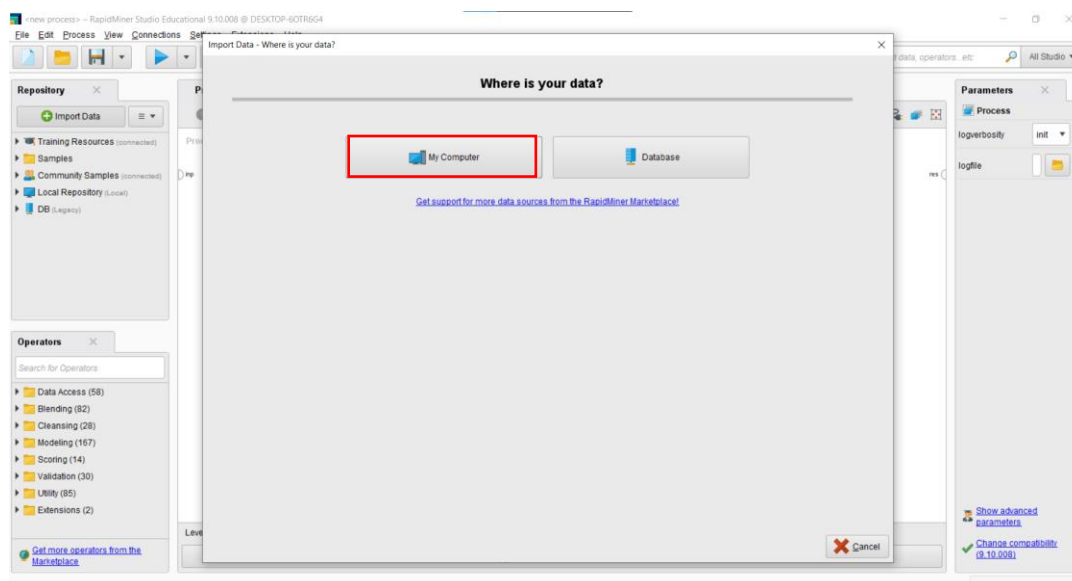 <new process> – RapidMiner Studio Educational 9.10.008 @ DESKTOP-6OTR6G4
File Edit Process View Connections
Import Data - Where is your data?
data, operators...etc
All Studio
Where is your data?
Repository
Import Data
Training Resources (connected)
Samples
Community Samples (connected)
Local Repository (Local)
DB (Legacy)
inp
My Computer
Database
Get support for more data sources from the RapidMiner Marketplace!
res
Parameters
Process
logverbosity
init
logfile
Operators
Search for Operators
Data Access (58)
Blending (82)
Cleansing (28)
Modeling (167)
Scoring (14)
Validation (30)
Utility (85)
Extensions (2)
Get more operators from the
Marketplace
Cancel
Show advanced
parameters
Change compatibility
(9.10.008)